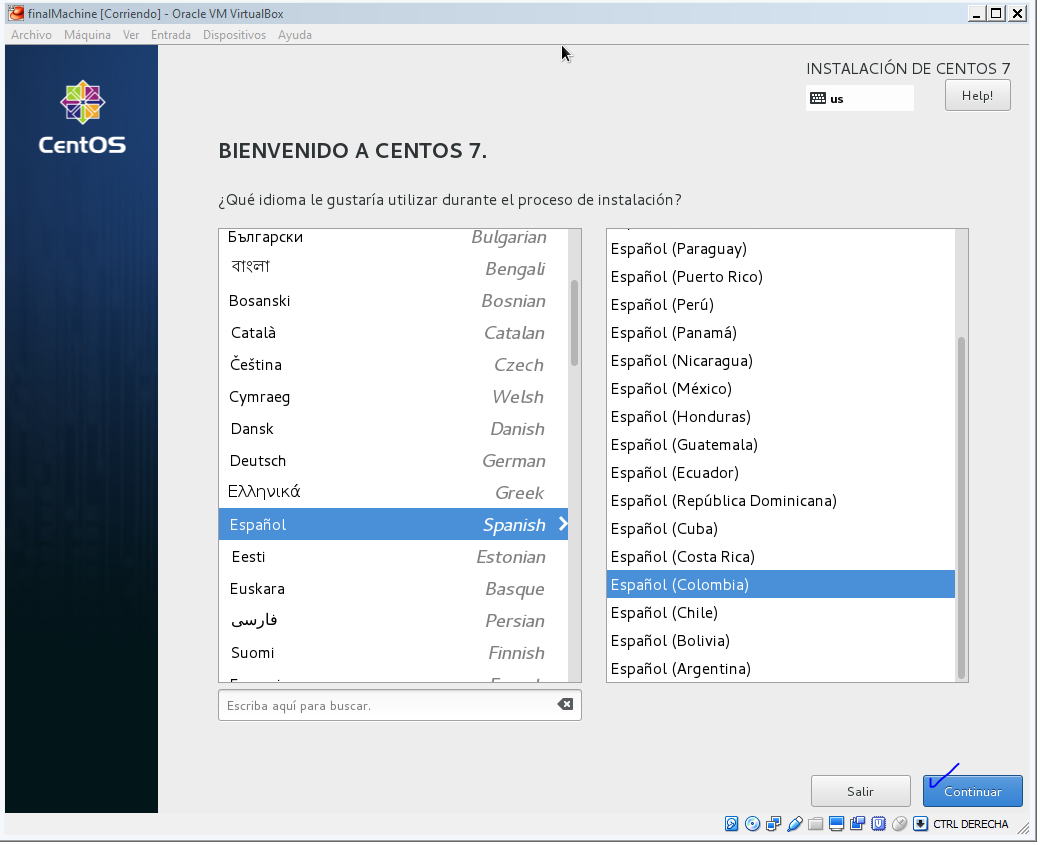 finalMachine [Corriendo] - Oracle VM VirtualBox
Archivo Máquina Ver Entrada Dispositivos Ayuda
CentOS
INSTALACIÓN DE CENTOS 7
us
Help!
BIENVENIDO A CENTOS 7.
¿Qué idioma le gustaría utilizar durante el proceso de instalación?
Български Bulgarian
বাংলা Bengali
Bosanski Bosnian
Català Catalan
Čeština Czech
Cymraeg Welsh
Dansk Danish
Deutsch German
Ελληνικά Greek
Español Spanish
Eesti Estonian
Euskara Basque
فارسی Persian
Suomi Finnish
Escriba aquí para buscar.
Español (Paraguay)
Español (Puerto Rico)
Español (Perú)
Español (Panamá)
Español (Nicaragua)
Español (México)
Español (Honduras)
Español (Guatemala)
Español (Ecuador)
Español (República Dominicana)
Español (Cuba)
Español (Costa Rica)
Español (Colombia)
Español (Chile)
Español (Bolivia)
Español (Argentina)
Salir
Continuar
CTRL DERECHA